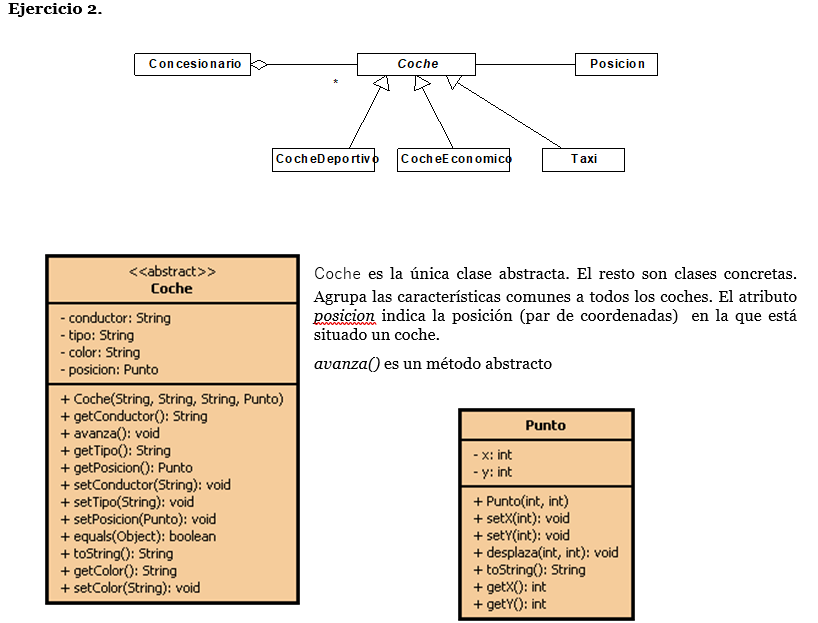 Ejercicio 2.
Concesionario
Coche
Posicion
*
CocheDeportivo
CocheEconomico
Taxi
<<abstract>>
Coche
- conductor: String
- tipo: String
- color: String
- posicion: Punto
+ Coche(String, String, String, Punto)
+ getConductor(): String
+ avanza(): void
+ getTipo(): String
+ getPosicion(): Punto
+ setConductor(String): void
+ setTipo(String): void
+ setPosicion(Punto): void
+ equals(Object): boolean
+ toString(): String
+ getColor(): String
+ setColor(String): void
Coche es la única clase abstracta. El resto son clases concretas.
Agrupa las características comunes a todos los coches. El atributo
posicion indica la posición (par de coordenadas) en la que está
situado un coche.
avanza() es un método abstracto
Punto
- x: int
- y: int
+ Punto(int, int)
+ setX(int): void
+ setY(int): void
+ desplaza(int, int): void
+ toString(): String
+ getX(): int
+ getY(): int